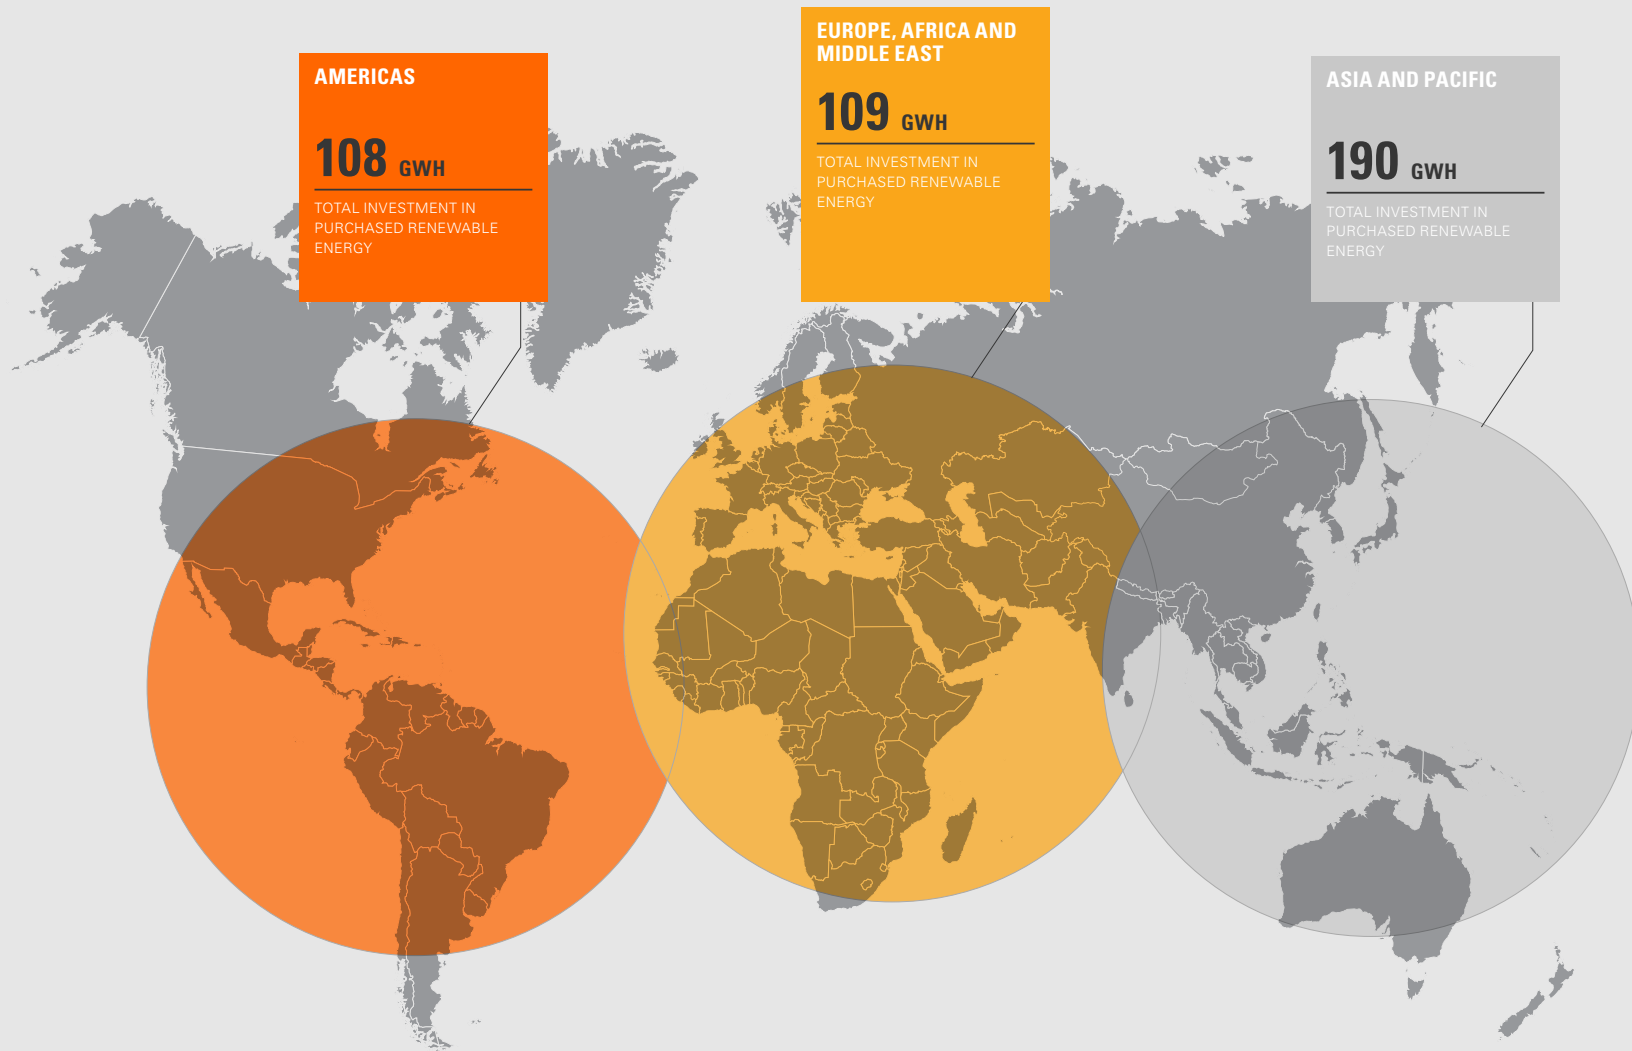 AMERICAS
108 GWH
TOTAL INVESTMENT IN
PURCHASED RENEWABLE
ENERGY
EUROPE, AFRICA AND
MIDDLE EAST
109 GWH
TOTAL INVESTMENT IN
PURCHASED RENEWABLE
ENERGY
ASIA AND PACIFIC
190 GWH
TOTAL INVESTMENT IN
PURCHASED RENEWABLE
ENERGY